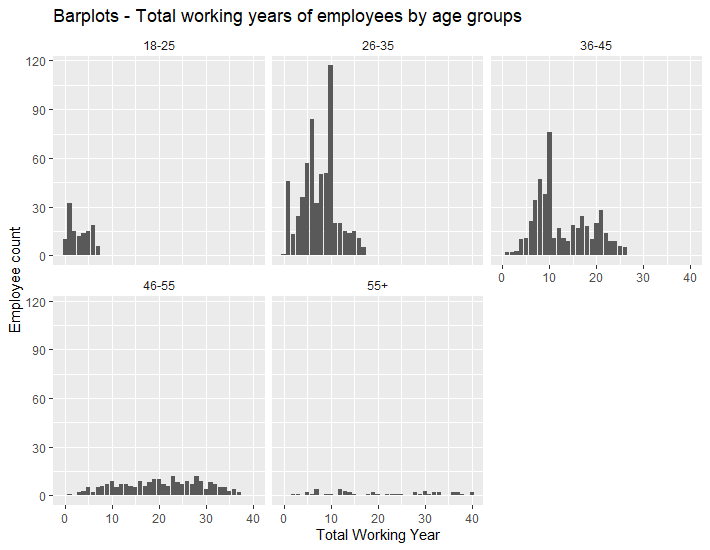 Barplots - Total working years of employees by age groups
18-25 26-35 36-45
120
90
60
30
0
0 10 20 30 40
46-55 55+
120
90
60
30
0
0 10 20 30 40 0 10 20 30 40
Employee count
Total Working Year